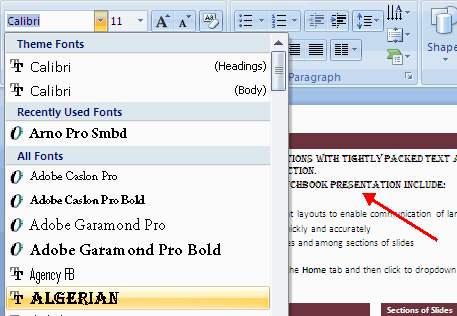 Calibri 11 A A Aa
Theme Fonts
Calibri (Headings)
Calibri (Body)
Recently Used Fonts
Arno Pro Smbd
All Fonts
Adobe Caslon Pro
Adobe Caslon Pro Bold
Adobe Garamond Pro
Adobe Garamond Pro Bold
Agency FB
ALGERIAN
Shape
Paragraph
TIONS WITH TIGHTLY PACKED TEXT A
CTION.
TCHBOOK PRESENTATION INCLUDE:
nt layouts to enable communication of lar
uickly and accurately
es and among sections of slides
o the Home tab and then click to dropdown
Sections of Slides